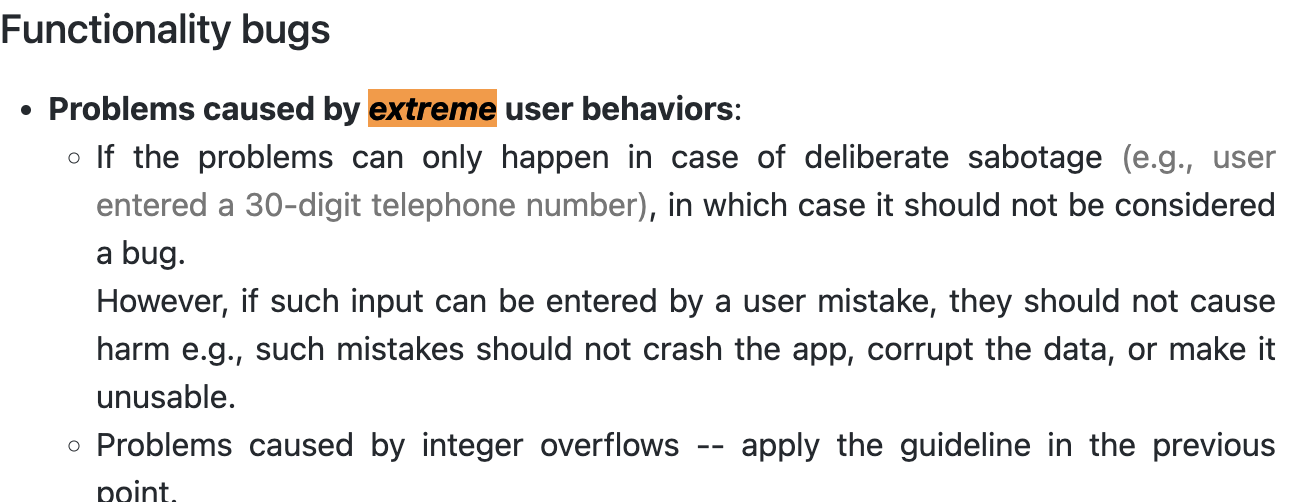 Functionality bugs
• Problems caused by extreme user behaviors:
○ If the problems can only happen in case of deliberate sabotage (e.g., user
entered a 30-digit telephone number), in which case it should not be considered
a bug.
However, if such input can be entered by a user mistake, they should not cause
harm e.g., such mistakes should not crash the app, corrupt the data, or make it
unusable.
○ Problems caused by integer overflows -- apply the guideline in the previous
point.